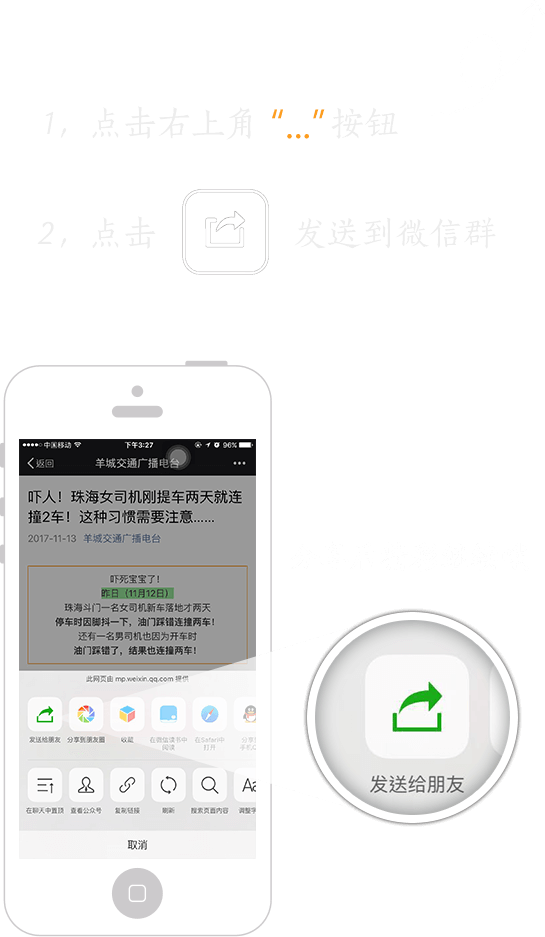 1，点击右上角 "..." 按钮
2，点击 发送到微信群
中国移动 下午3:27 96%
返回 羊城交通广播电台
吓人！珠海女司机刚提车两天就连
撞2车！这种习惯需要注意......
2017-11-13 羊城交通广播电台
吓死宝宝了！
昨日（11月12日）
珠海斗门一名女司机新车落地才两天
停车时因脚抖一下，油门踩错连撞两车！
还有一名男司机也因为开车时
油门踩错了，结果也连撞两车！
此网页由 mp.weixin.qq.com 提供
发送给朋友 分享到朋友圈 收藏 在微信读书中 在Safari中 分享到
阅读 打开 手机Q
在聊天中置顶 查看公众号 复制链接 刷新 搜索页面内容 调整字
取消
发送给朋友